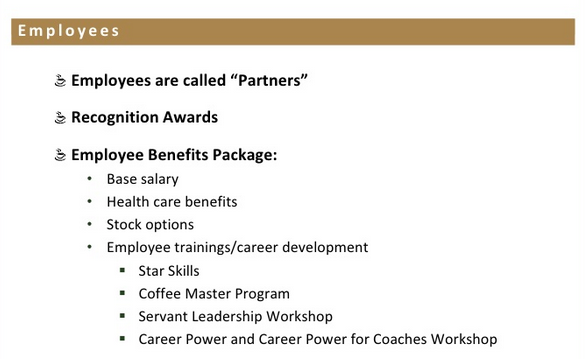 Employees
Employees are called “Partners”
Recognition Awards
Employee Benefits Package:
• Base salary
• Health care benefits
• Stock options
• Employee trainings/career development
▪ Star Skills
▪ Coffee Master Program
▪ Servant Leadership Workshop
▪ Career Power and Career Power for Coaches Workshop